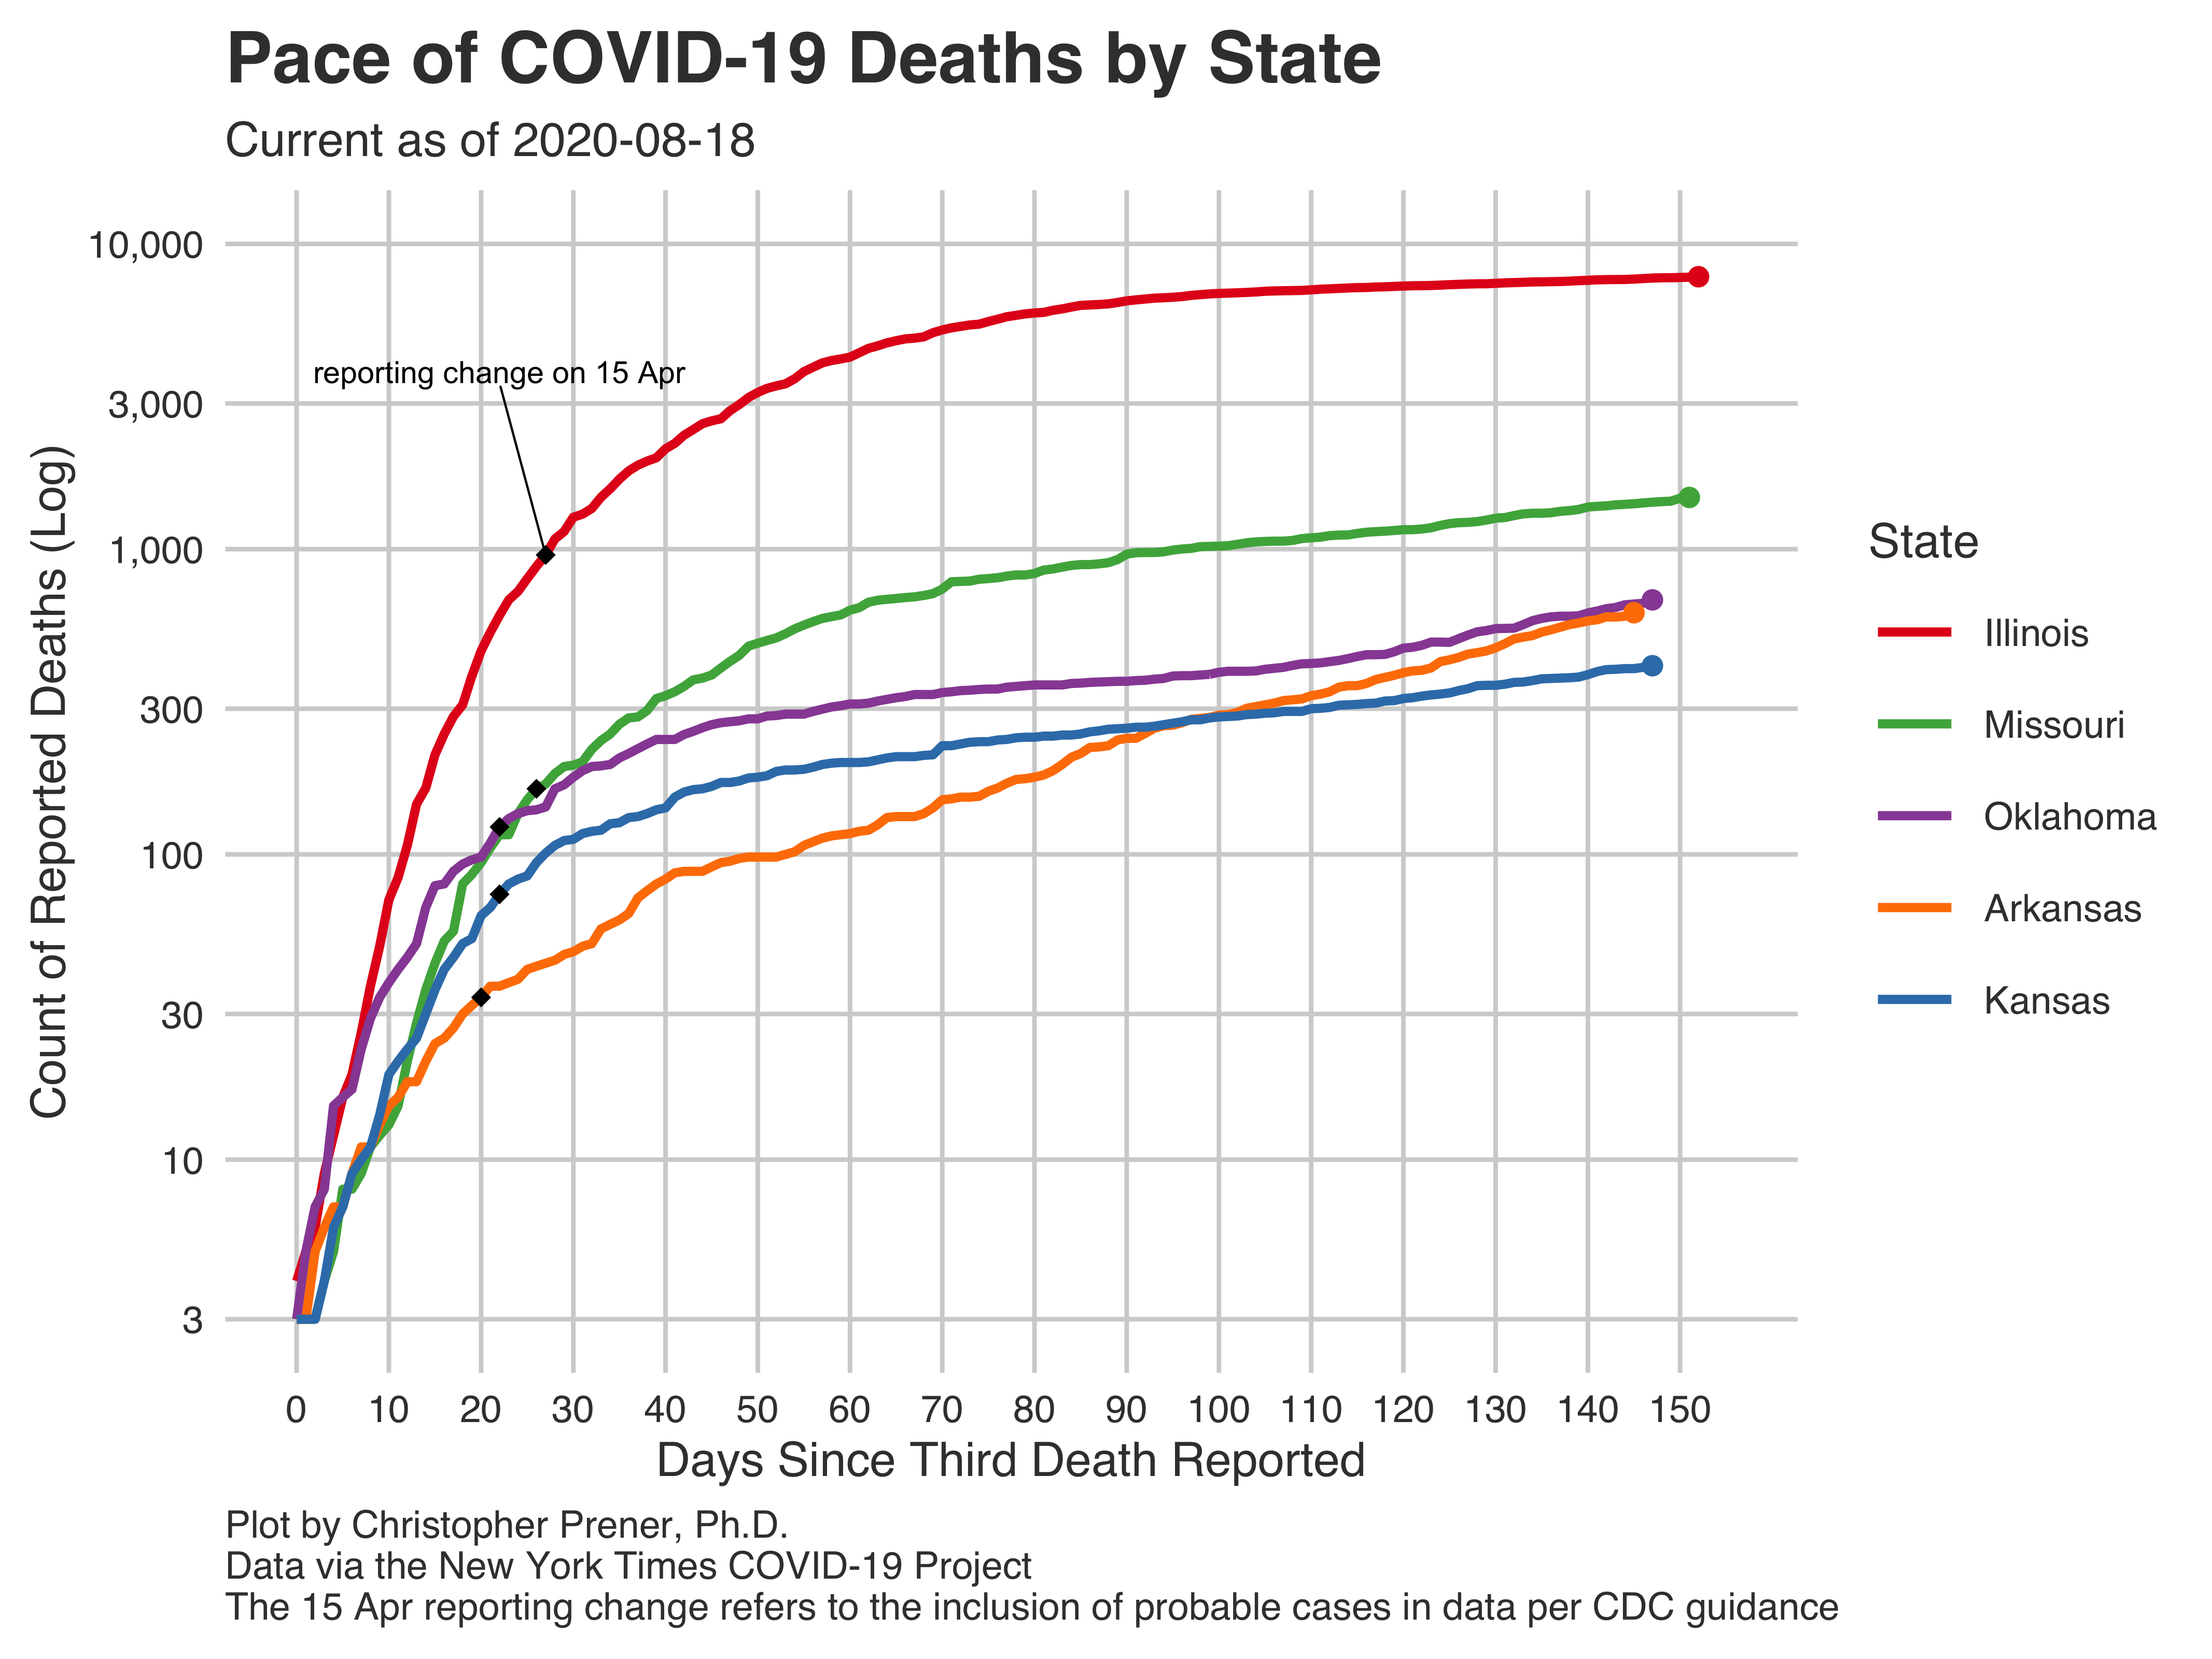 Pace of COVID-19 Deaths by State
Current as of 2020-08-18
Count of Reported Deaths (Log)
10,000
3,000
1,000
300
100
30
10
3
reporting change on 15 Apr
0 10 20 30 40 50 60 70 80 90 100 110 120 130 140 150
Days Since Third Death Reported
State
Illinois
Missouri
Oklahoma
Arkansas
Kansas
Plot by Christopher Prener, Ph.D.
Data via the New York Times COVID-19 Project
The 15 Apr reporting change refers to the inclusion of probable cases in data per CDC guidance